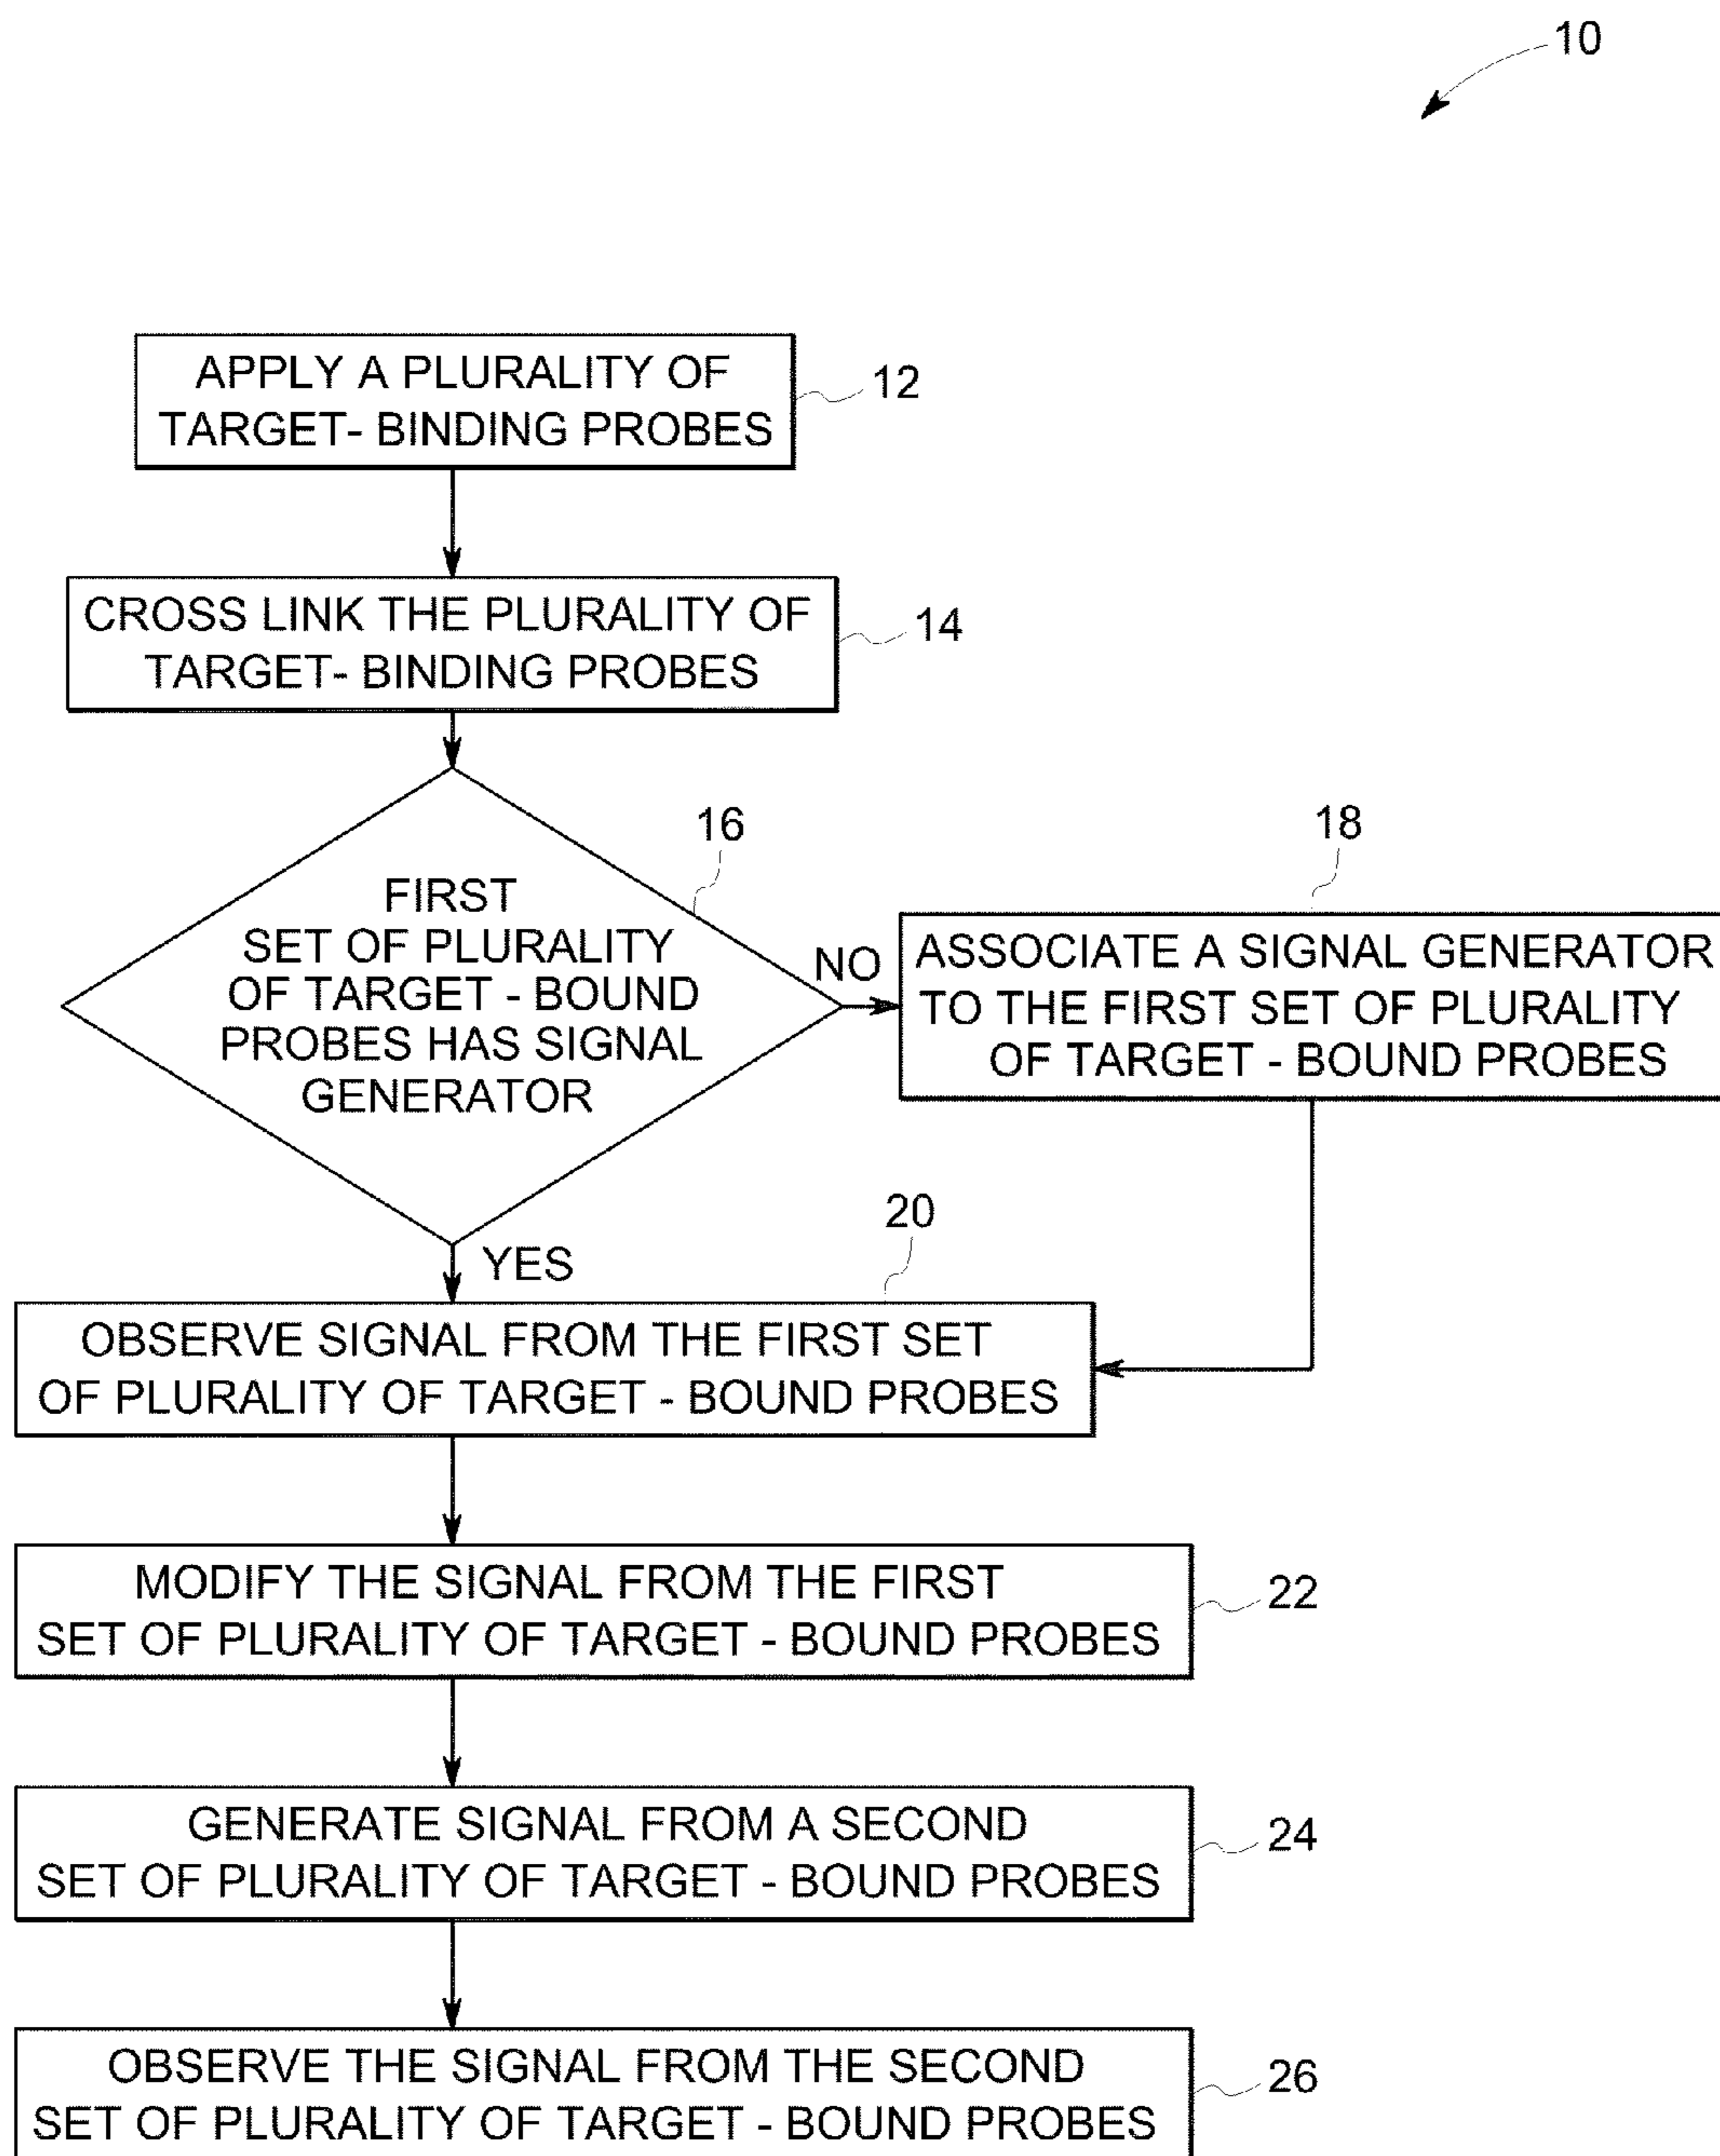 10
APPLY A PLURALITY OF
TARGET- BINDING PROBES
12
CROSS LINK THE PLURALITY OF
TARGET- BINDING PROBES
14
FIRST
SET OF PLURALITY
OF TARGET - BOUND
PROBES HAS SIGNAL
GENERATOR
16
NO
18
ASSOCIATE A SIGNAL GENERATOR
TO THE FIRST SET OF PLURALITY
OF TARGET - BOUND PROBES
YES
20
OBSERVE SIGNAL FROM THE FIRST SET
OF PLURALITY OF TARGET - BOUND PROBES
MODIFY THE SIGNAL FROM THE FIRST
SET OF PLURALITY OF TARGET - BOUND PROBES
22
GENERATE SIGNAL FROM A SECOND
SET OF PLURALITY OF TARGET - BOUND PROBES
24
OBSERVE THE SIGNAL FROM THE SECOND
SET OF PLURALITY OF TARGET - BOUND PROBES
26